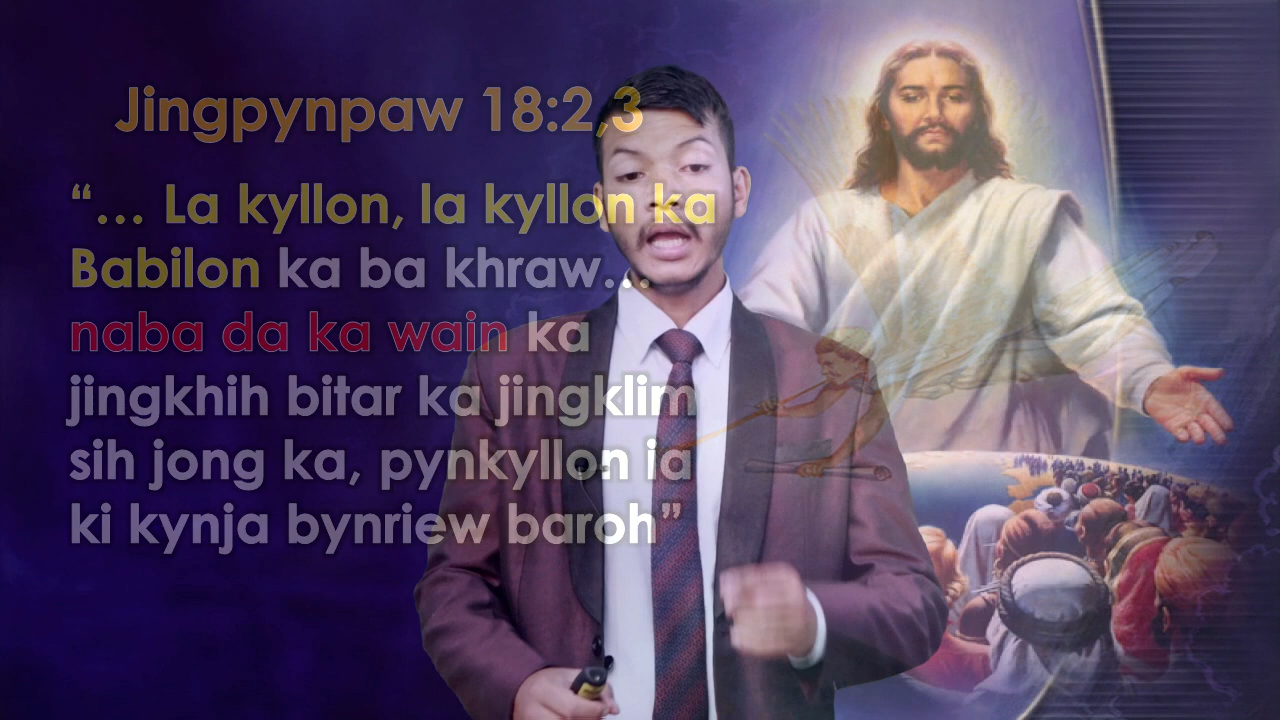 Jingpynpaw 18:2,3
“... La kyllon, la kyllon ka
Babilon ka ba khraw...
naba da ka wain ka
jingkhih bitar ka jingklim
sih jong ka, pynkyllon ia
ki kynja bynriew baroh”